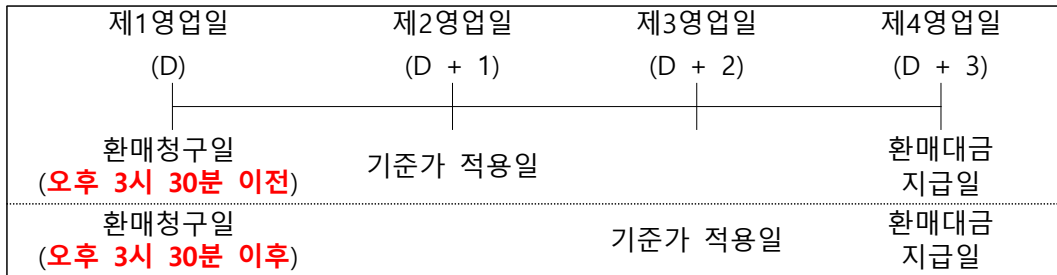 제1영업일 제2영업일 제3영업일 제4영업일
(D) (D + 1) (D + 2) (D + 3)
환매청구일 기준가 적용일 환매대금
(오후 3시 30분 이전) 지급일
환매청구일 기준가 적용일 환매대금
(오후 3시 30분 이후) 지급일